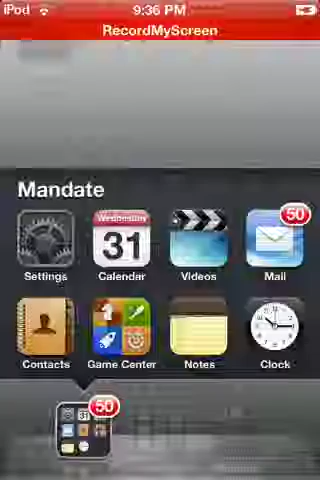 iPod 9:36 PM
RecordMyScreen
Mandate
Wednesday
31
50
Settings Calendar Videos Mail
Contacts Game Center Notes Clock
31
50